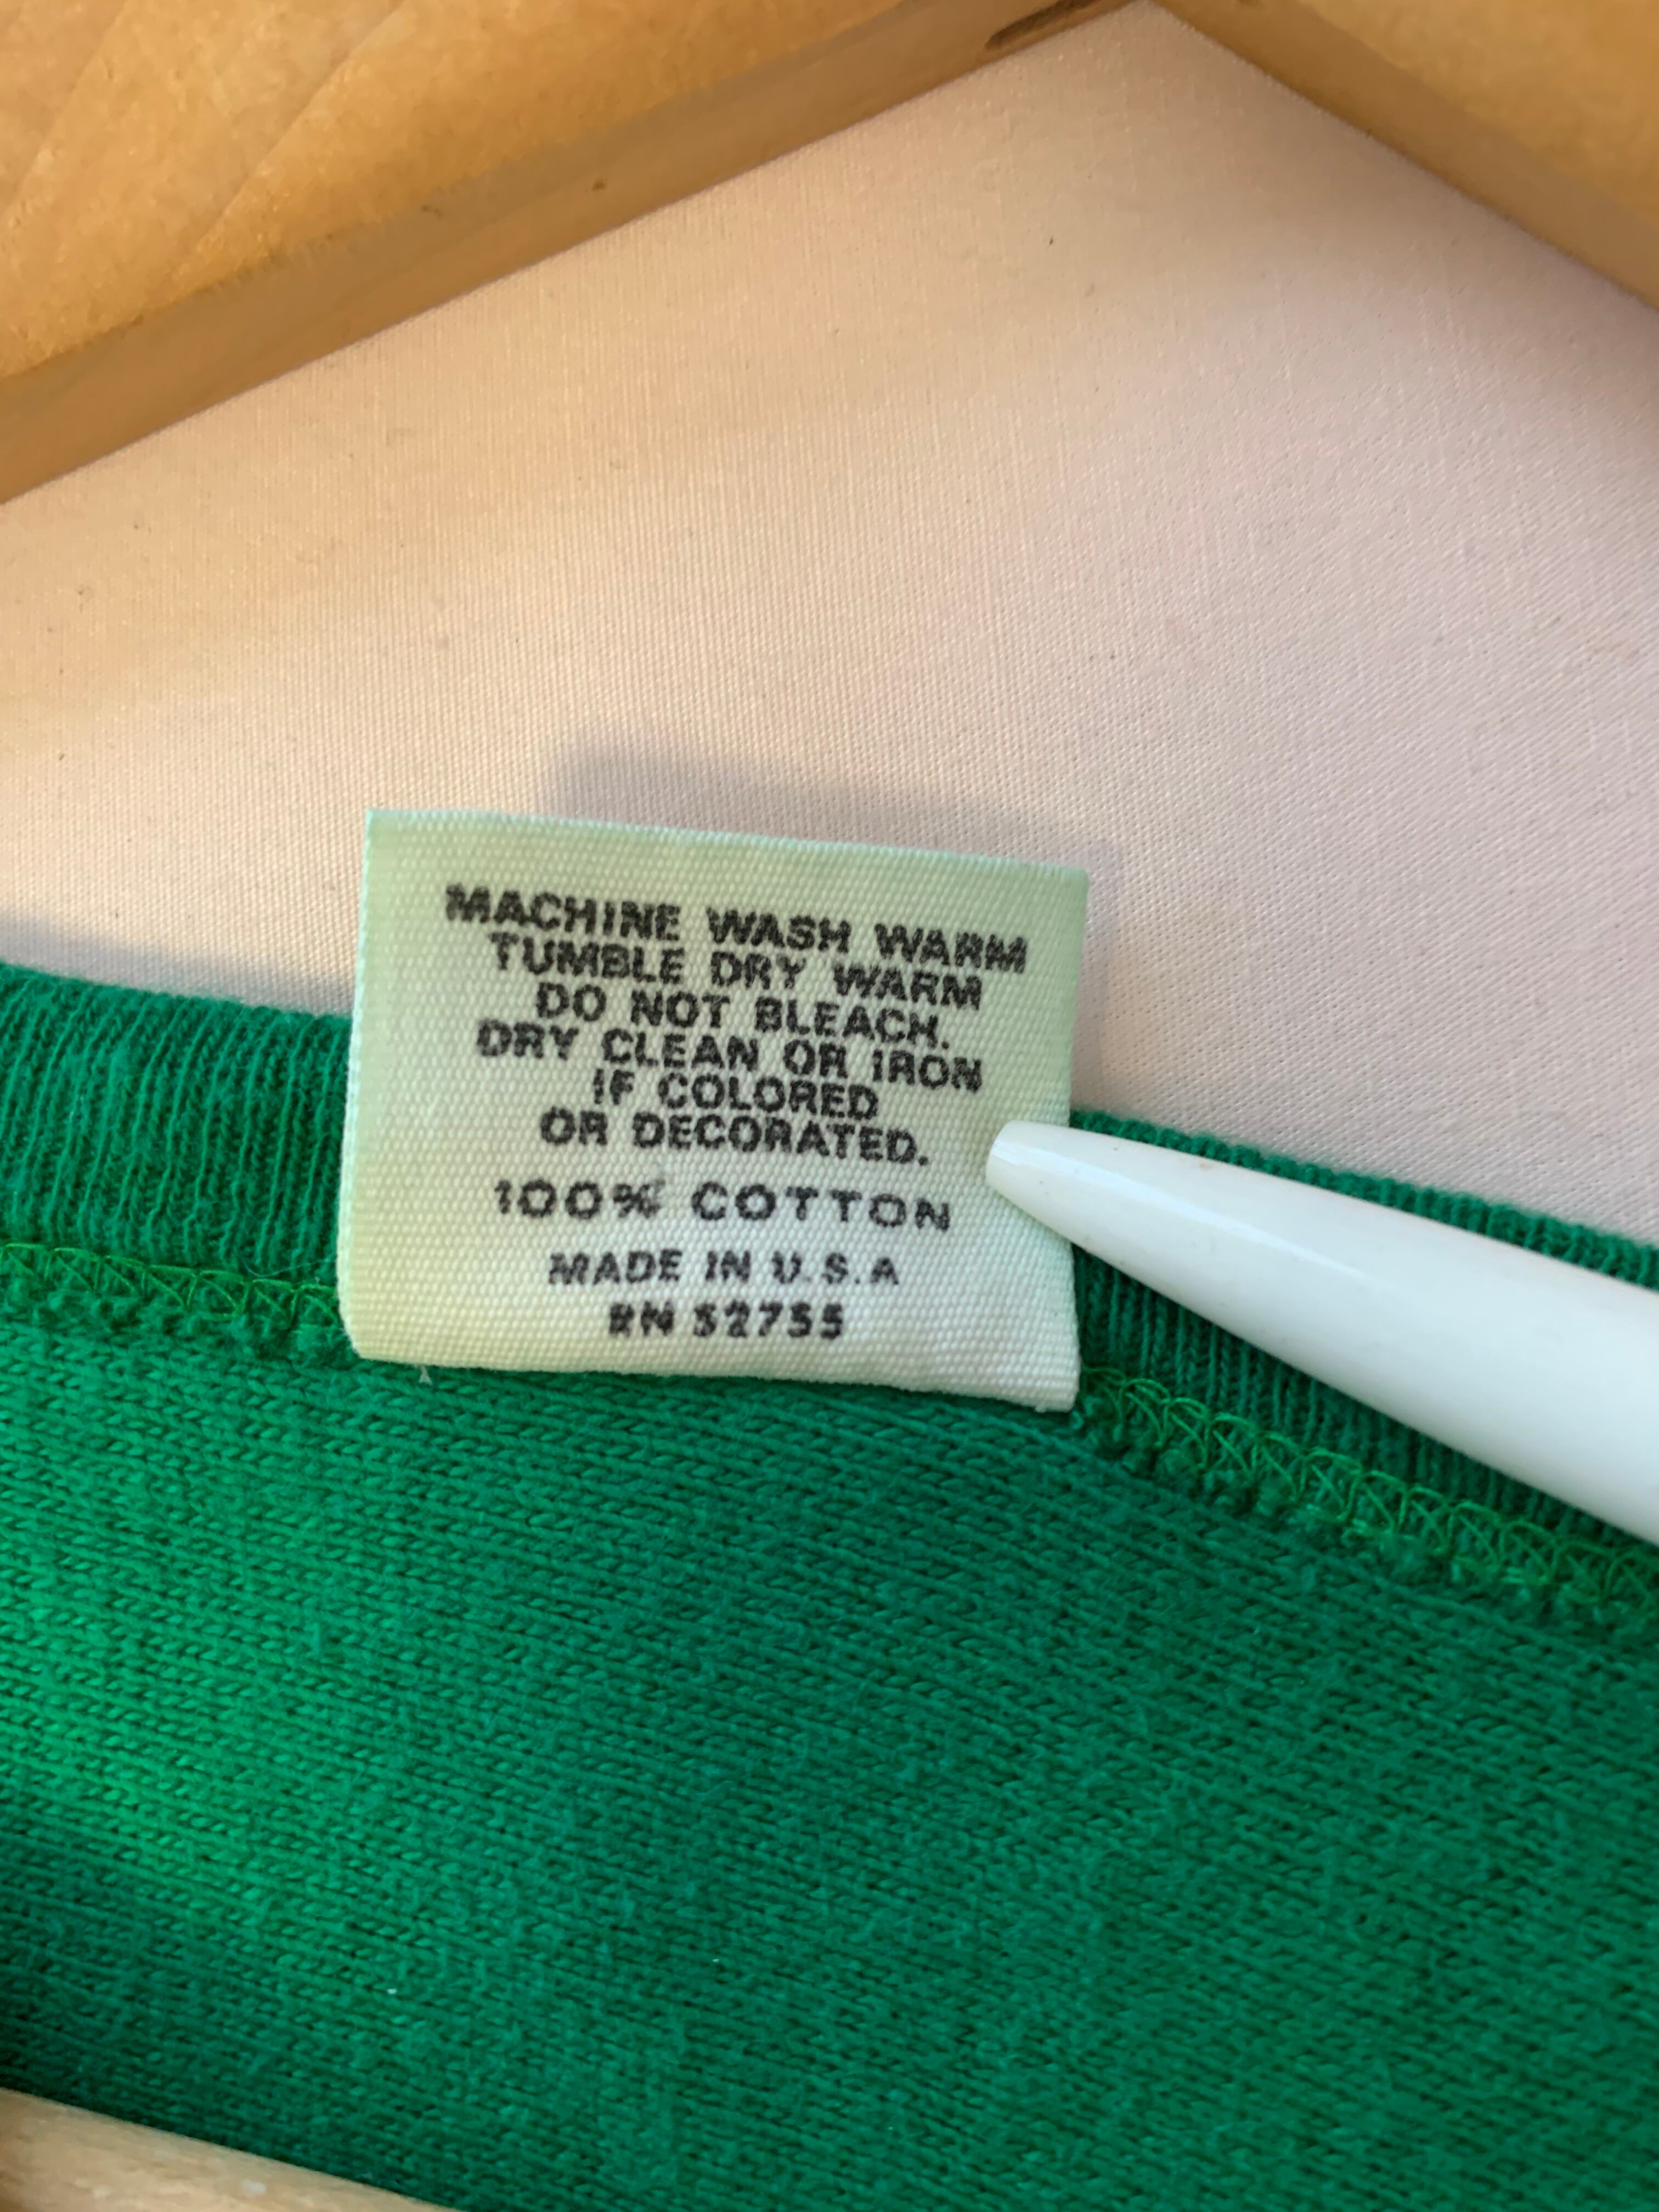 MACHINE WASH WARM
TUMBLE DRY WARM
DO NOT BLEACH.
DRY CLEAN OR IRON
IF COLORED
OR DECORATED.
100% COTTON
MADE IN U.S.A
RN 52755